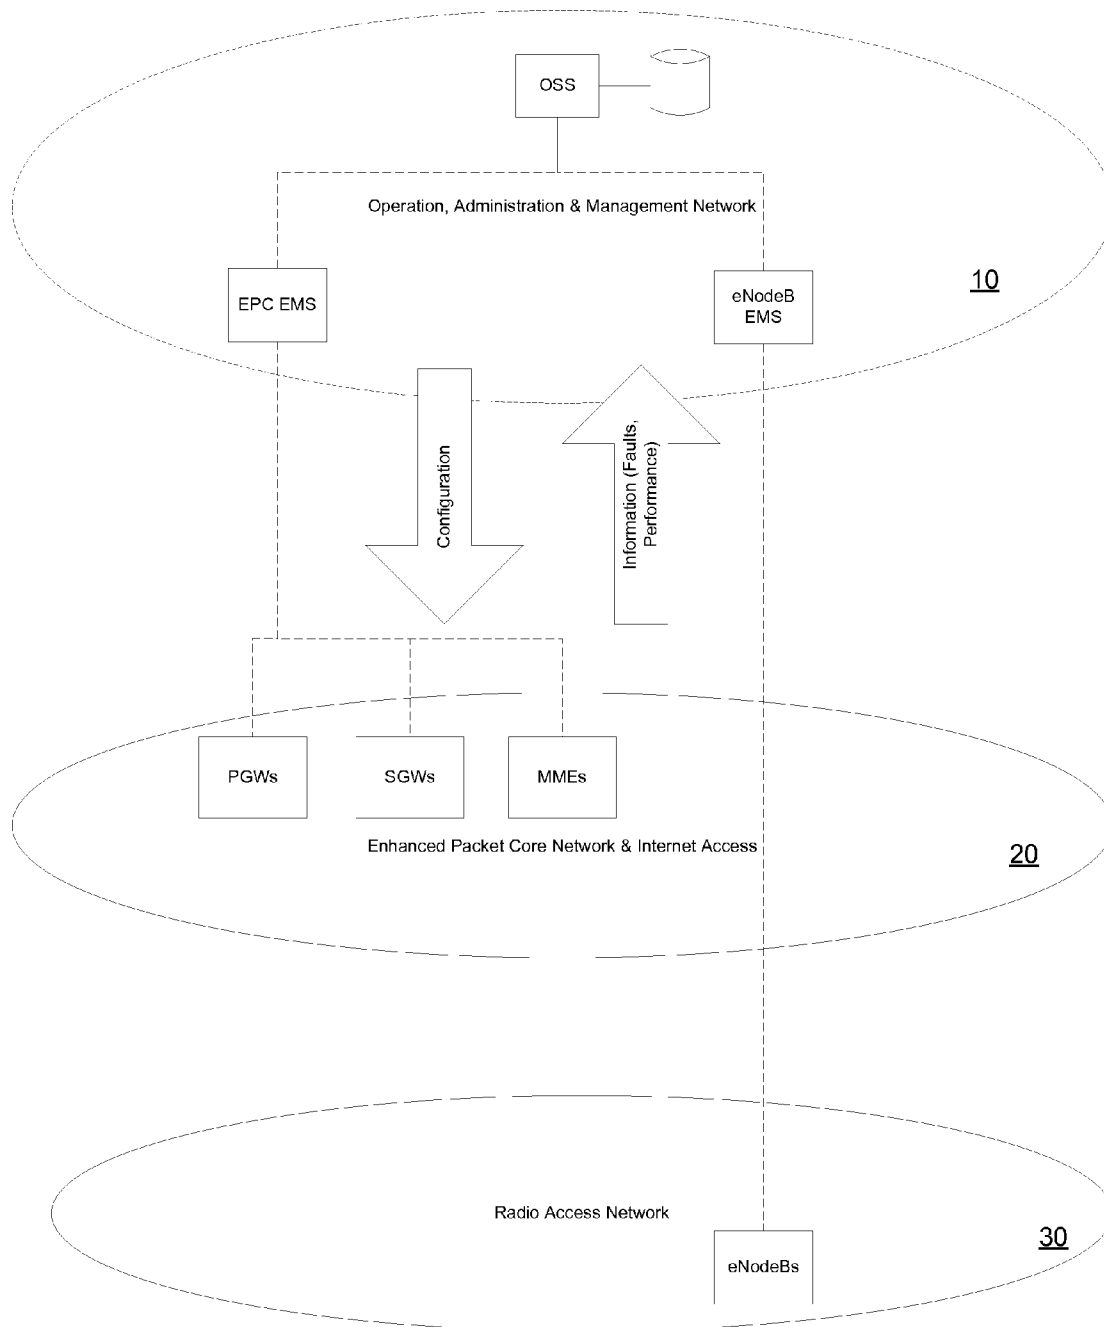 OSS
Operation, Administration & Management Network
10
EPC EMS
eNodeB
EMS
Configuration
Information (Faults,
Performance)
PGWs
SGWs
MMEs
Enhanced Packet Core Network & Internet Access
20
Radio Access Network
30
eNodeBs